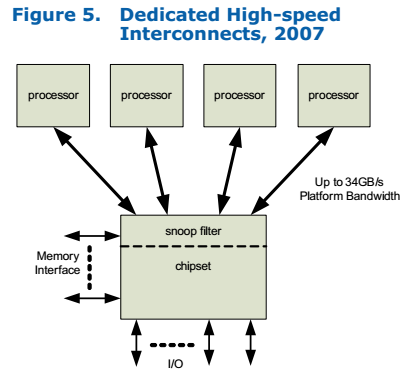 Figure 5. Dedicated High-speed
Interconnects, 2007
processor processor processor processor
Up to 34GB/s
Platform Bandwidth
snoop filter
Memory
Interface
chipset
I/O